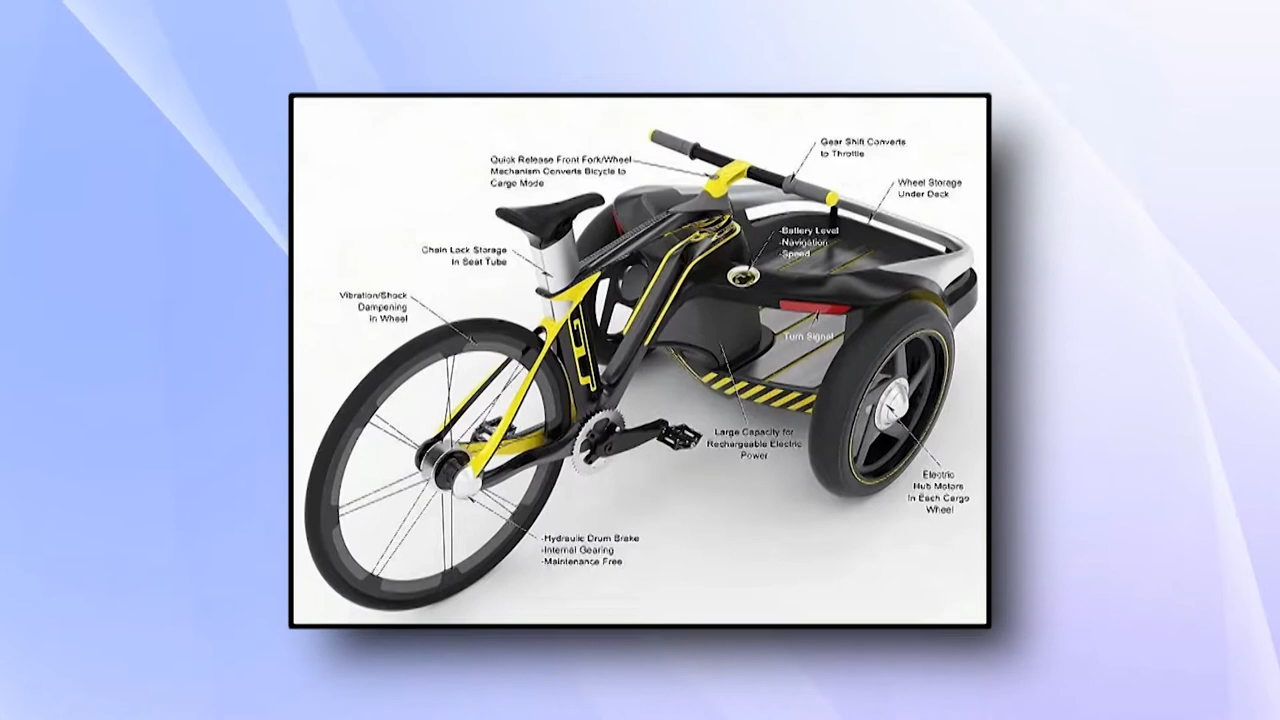 Gear Shift Converts
to Throttle
Quick Release Front Fork/Wheel
Mechanism Converts Bicycle to
Cargo Mode
Wheel Storage
Under Deck
-Battery Level
-Navigation
-Speed
Chain Lock Storage
In Seat Tube
Vibration/Shock
Dampening
In Wheel
Turn Signal
GT
Large Capacity for
Rechargeable Electric
Power
Electric
Hub Motors
In Each Cargo
Wheel
-Hydraulic Drum Brake
-Internal Gearing
-Maintenance Free